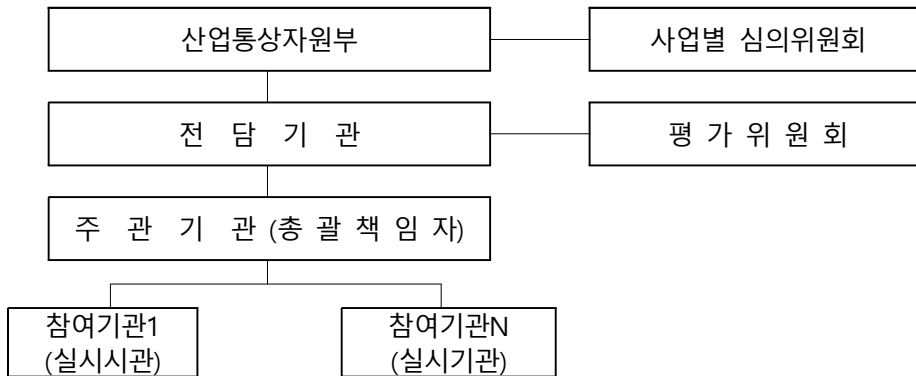 산업통상자원부
사업별 심의위원회
전 담 기 관
평 가 위 원 회
주 관 기 관 (총 괄 책 임 자)
참여기관1
(실시시관)
참여기관N
(실시기관)